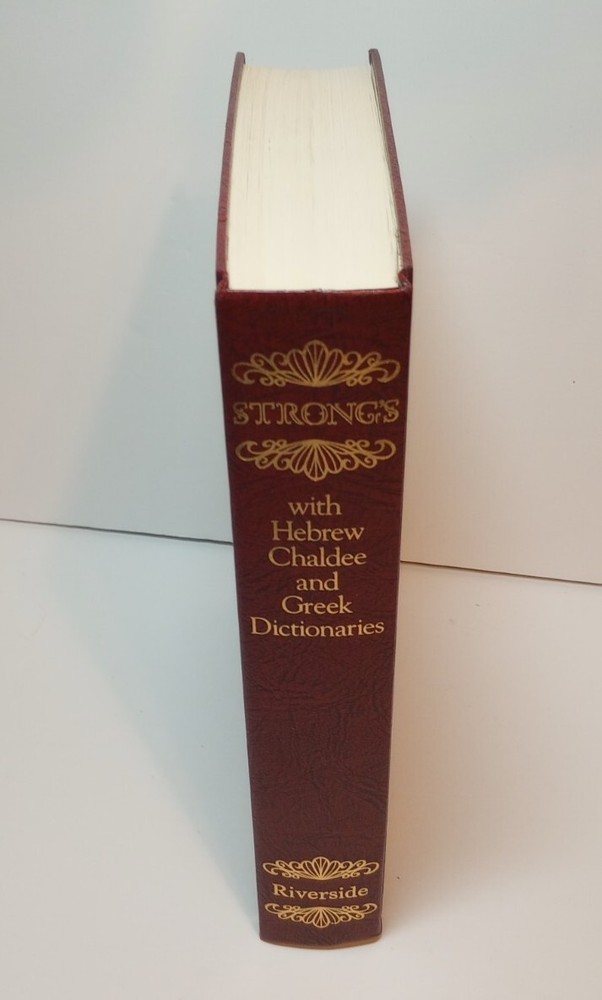 STRONG'S
with
Hebrew
Chaldee
and
Greek
Dictionaries
Riverside